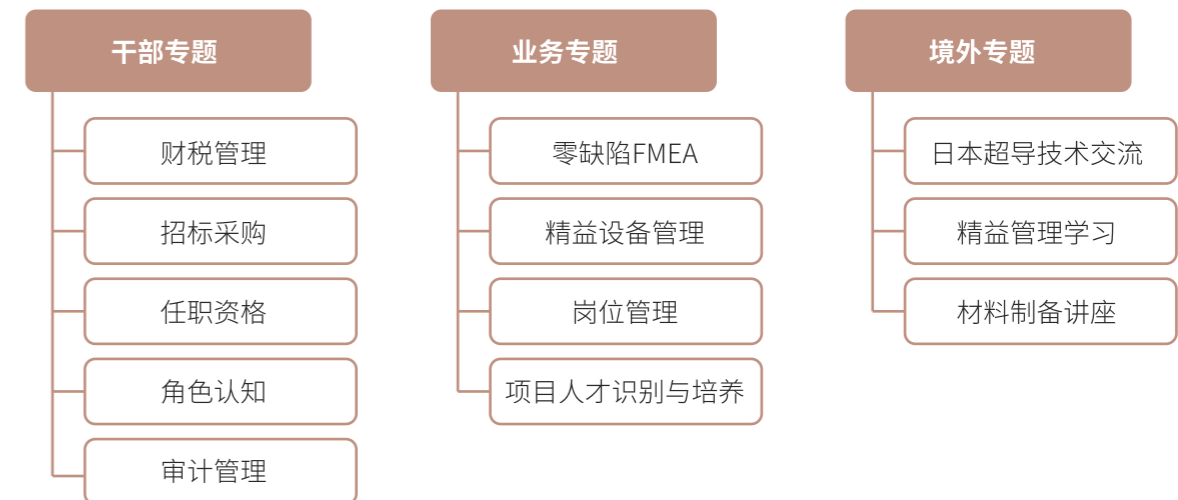 干部专题
财税管理
招标采购
任职资格
角色认知
审计管理
业务专题
零缺陷FMEA
精益设备管理
岗位管理
项目人才识别与培养
境外专题
日本超导技术交流
精益管理学习
材料制备讲座